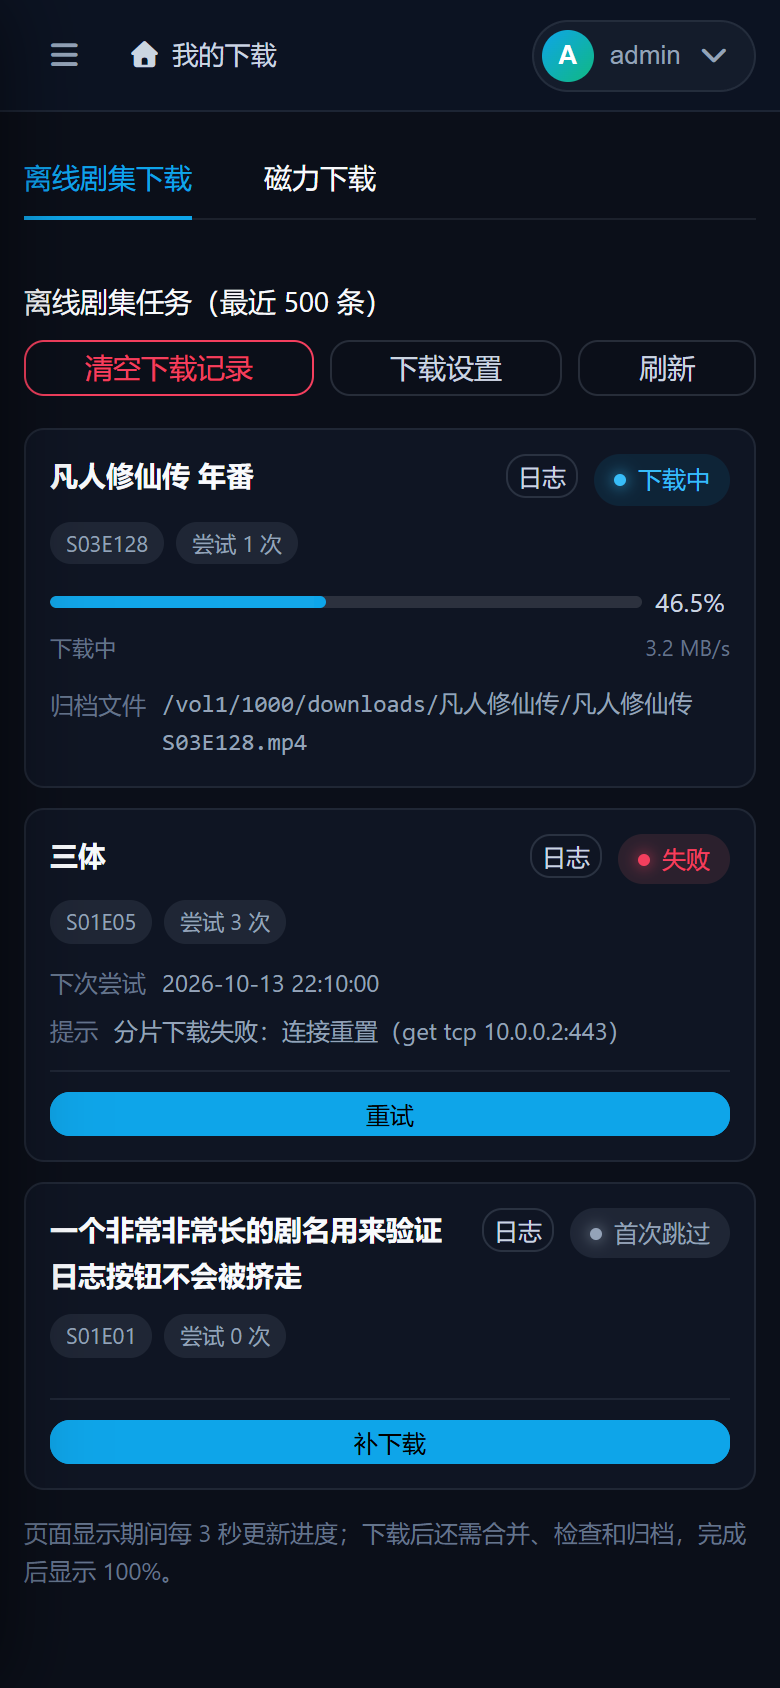 我的下载
A admin
离线剧集下载 磁力下载
离线剧集任务（最近 500 条）
清空下载记录 下载设置 刷新
凡人修仙传 年番 日志 下载中
S03E128 尝试 1 次
46.5%
下载中 3.2 MB/s
归档文件 /vol1/1000/downloads/凡人修仙传/凡人修仙传
S03E128.mp4
三体 日志 失败
S01E05 尝试 3 次
下次尝试 2026-10-13 22:10:00
提示 分片下载失败：连接重置（get tcp 10.0.0.2:443）
重试
一个非常非常长的剧名用来验证 日志 首次跳过
日志按钮不会被挤走
S01E01 尝试 0 次
补下载
页面显示期间每 3 秒更新进度；下载后还需合并、检查和归档，完成
后显示 100%。